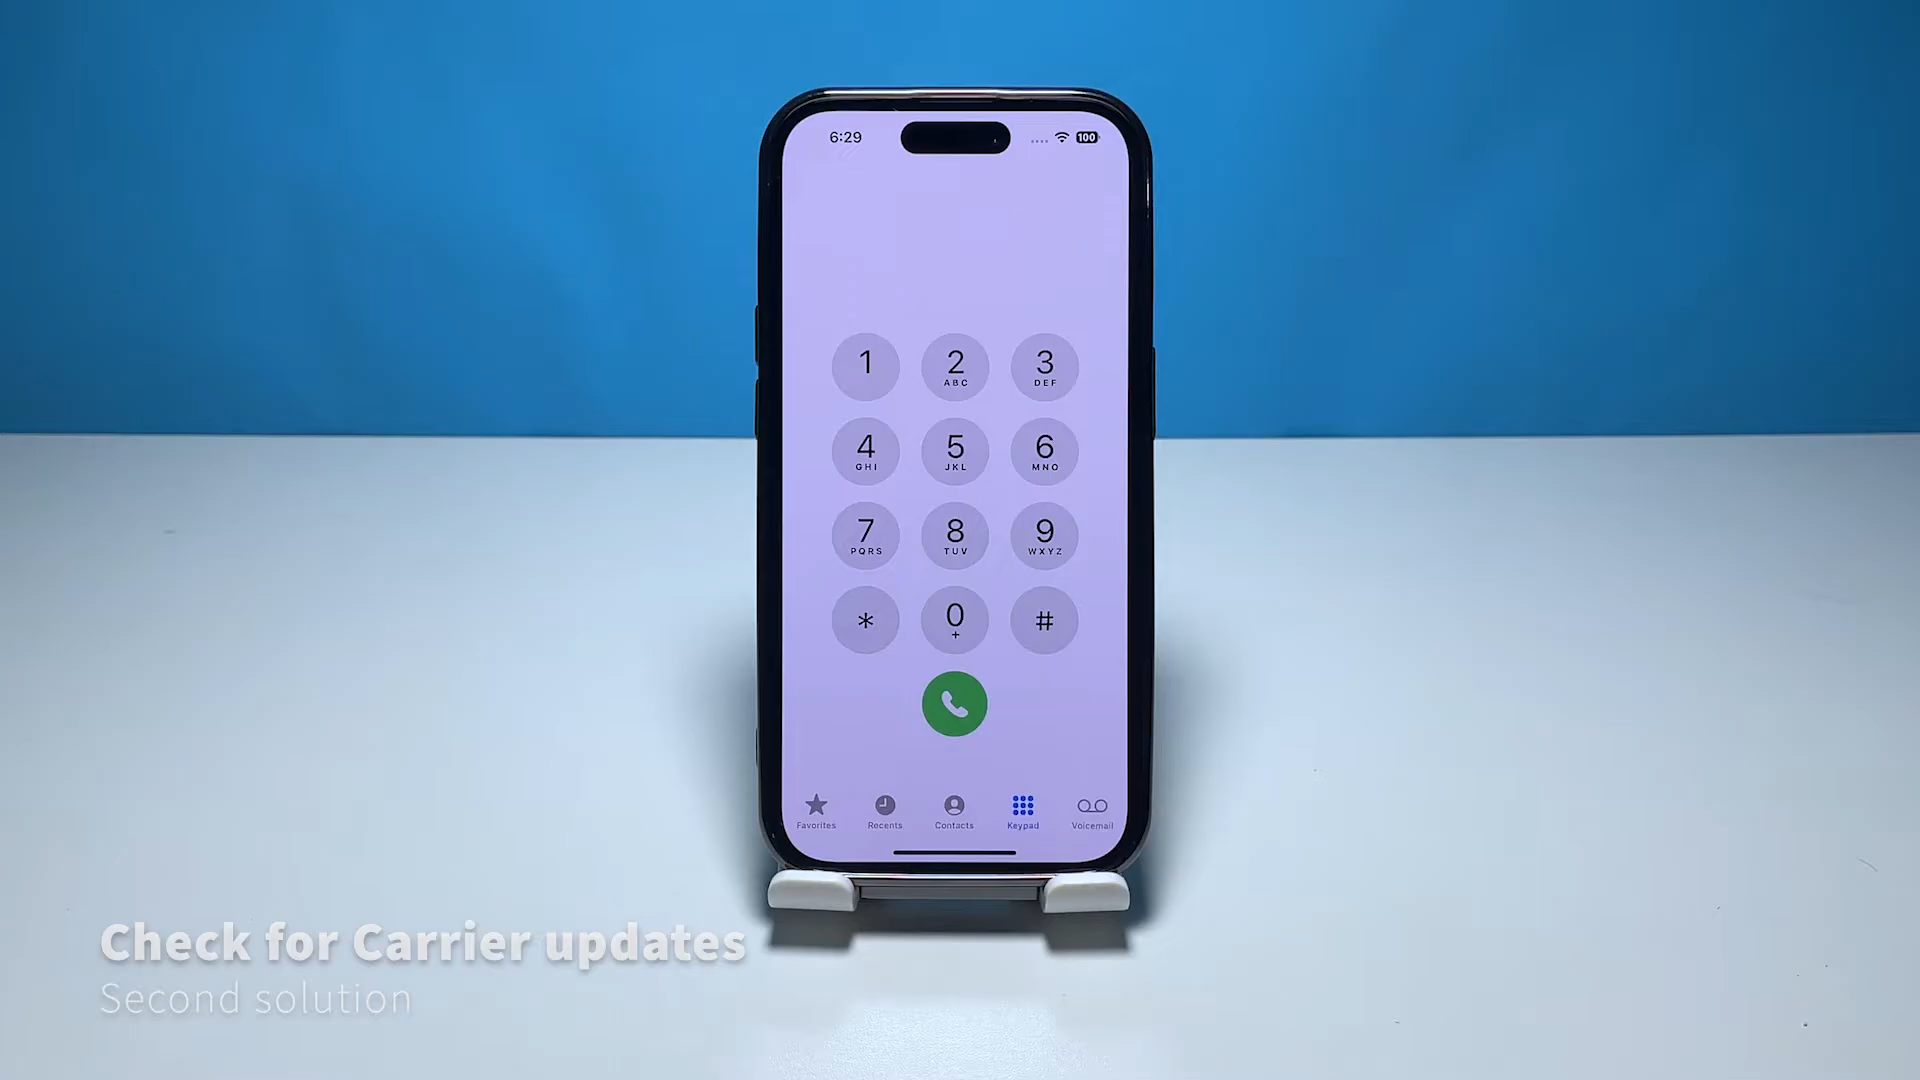 6:29
100
1
2
ABC
3
DEF
4
GHI
5
JKL
6
MNO
7
PQRS
8
TUV
9
WXYZ
*
0
+
#
Favorites
Recents
Contacts
Keypad
Voicemail
Check for Carrier updates
Second solution